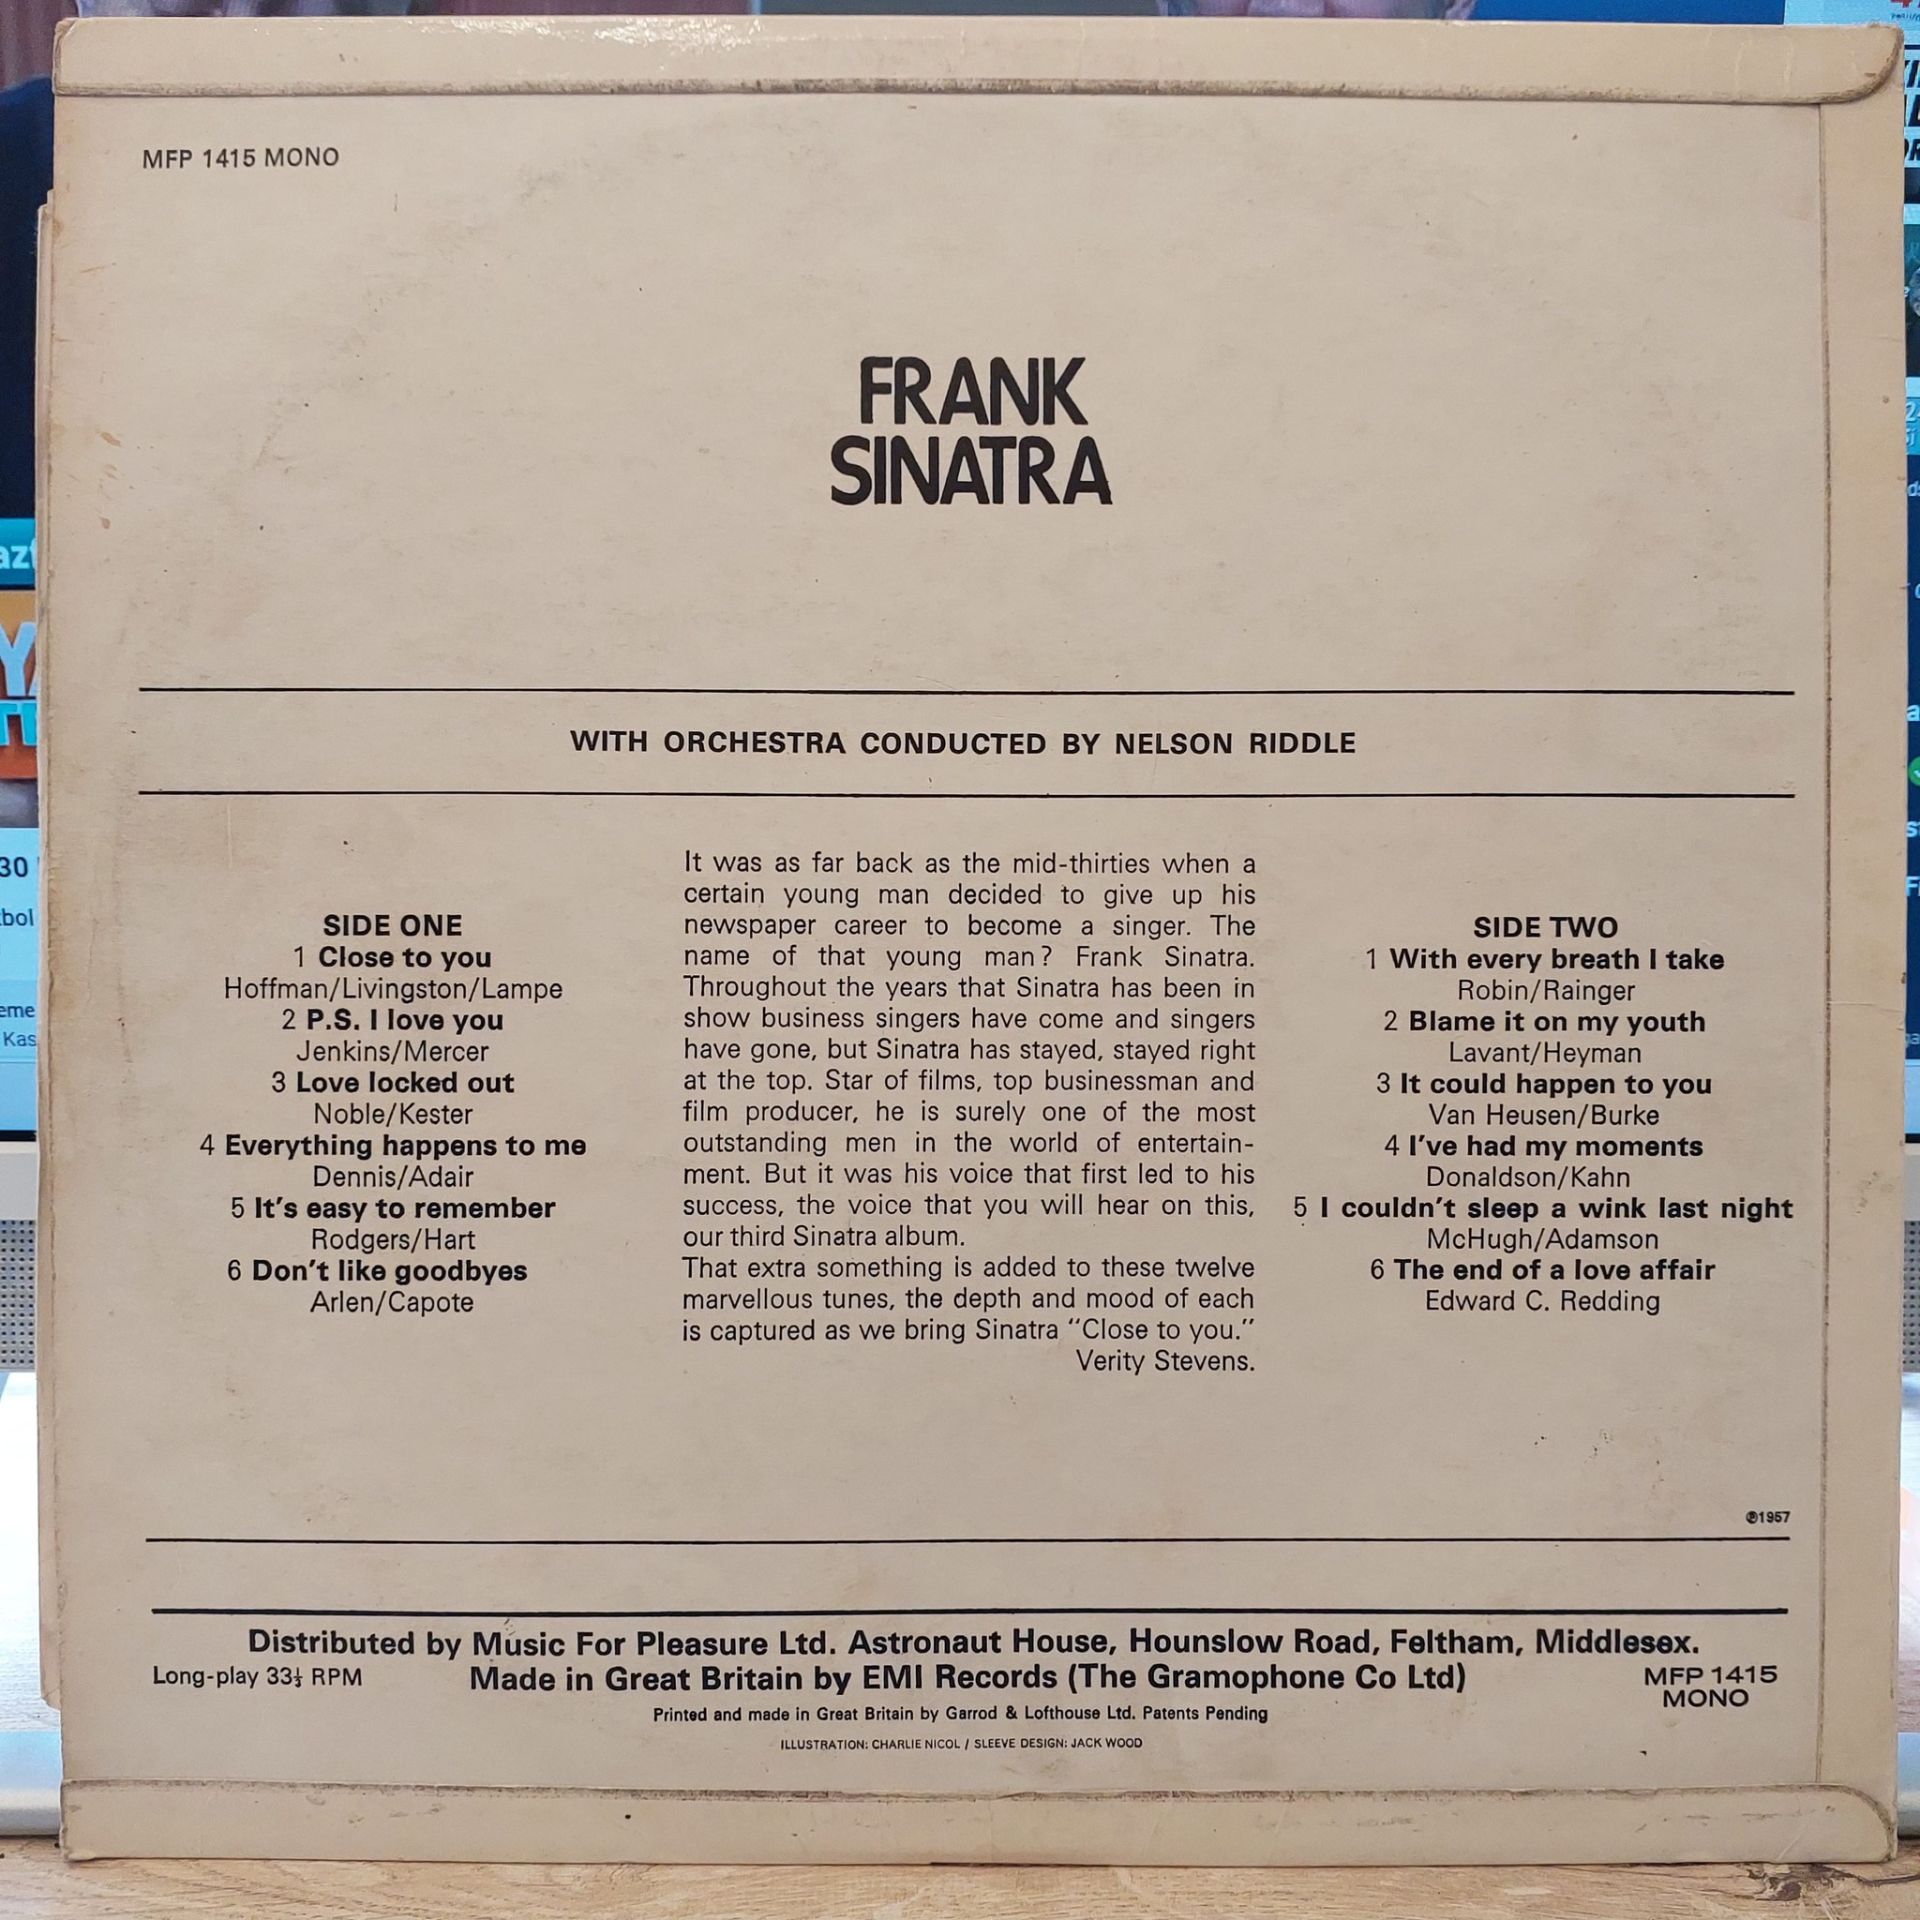 MFP 1415 MONO
FRANK
SINATRA
WITH ORCHESTRA CONDUCTED BY NELSON RIDDLE
SIDE ONE
1 Close to you
Hoffman/Livingston/Lampe
2 P.S. I love you
Jenkins/Mercer
3 Love locked out
Noble/Kester
4 Everything happens to me
Dennis/Adair
5 It's easy to remember
Rodgers/Hart
6 Don't like goodbyes
Arlen/Capote
It was as far back as the mid-thirties when a
certain young man decided to give up his
newspaper career to become a singer. The
name of that young man? Frank Sinatra.
Throughout the years that Sinatra has been in
show business singers have come and singers
have gone, but Sinatra has stayed, stayed right
at the top. Star of films, top businessman and
film producer, he is surely one of the most
outstanding men in the world of entertain-
ment. But it was his voice that first led to his
success, the voice that you will hear on this,
our third Sinatra album.
That extra something is added to these twelve
marvellous tunes, the depth and mood of each
is captured as we bring Sinatra "Close to you."
Verity Stevens.
SIDE TWO
1 With every breath I take
Robin/Rainger
2 Blame it on my youth
Lavant/Heyman
3 It could happen to you
Van Heusen/Burke
4 I've had my moments
Donaldson/Kahn
5 I couldn't sleep a wink last night
McHugh/Adamson
6 The end of a love affair
Edward C. Redding
℗1957
Distributed by Music For Pleasure Ltd. Astronaut House, Hounslow Road, Feltham, Middlesex.
Long-play 33⅓ RPM
Made in Great Britain by EMI Records (The Gramophone Co Ltd)
MFP 1415
MONO
Printed and made in Great Britain by Garrod & Lofthouse Ltd. Patents Pending
ILLUSTRATION: CHARLIE NICOL / SLEEVE DESIGN: JACK WOOD